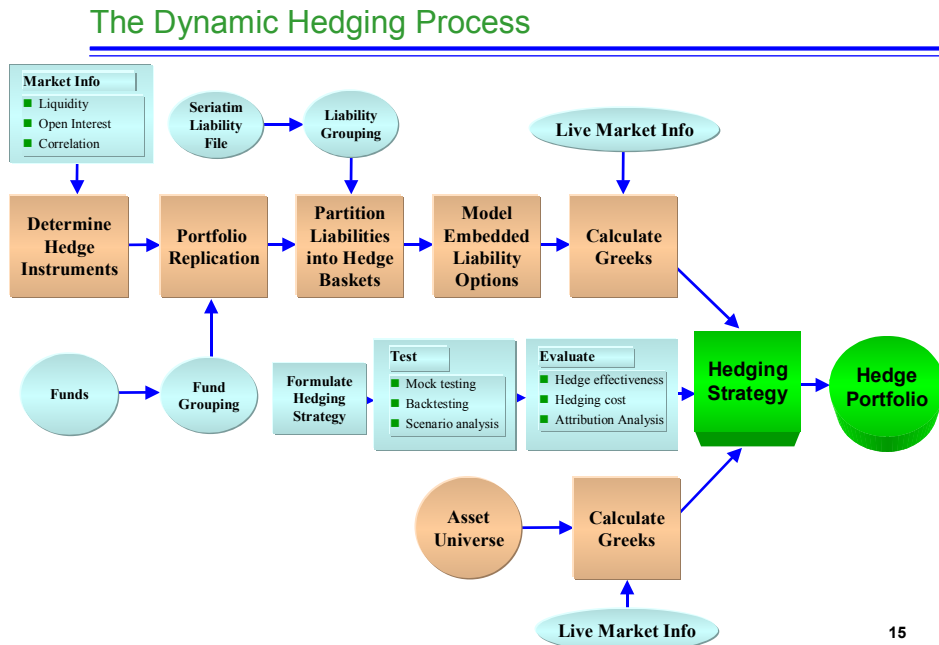 The Dynamic Hedging Process
Market Info
Liquidity
Open Interest
Correlation
Seriatim
Liability
File
Liability
Grouping
Live Market Info
Determine
Hedge
Instruments
Portfolio
Replication
Partition
Liabilities
into Hedge
Baskets
Model
Embedded
Liability
Options
Calculate
Greeks
Funds
Fund
Grouping
Formulate
Hedging
Strategy
Test
Mock testing
Backtesting
Scenario analysis
Evaluate
Hedge effectiveness
Hedging cost
Attribution Analysis
Hedging
Strategy
Hedge
Portfolio
Asset
Universe
Calculate
Greeks
Live Market Info
15